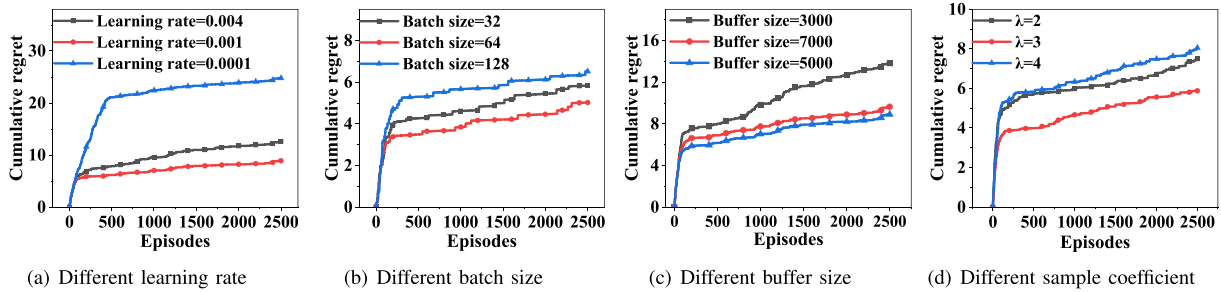 Learning rate=0.004
Learning rate=0.001
Learning rate=0.0001
Cumulative regret
30
20
10
0
0 500 1000 1500 2000 2500
Episodes
(a) Different learning rate
Batch size=32
Batch size=64
Batch size=128
Cumulative regret
8
6
4
2
0
0 500 1000 1500 2000 2500
Episodes
(b) Different batch size
Buffer size=3000
Buffer size=7000
Buffer size=5000
Cumulative regret
16
12
8
4
0
0 500 1000 1500 2000 2500
Episodes
(c) Different buffer size
λ=2
λ=3
λ=4
Cumulative regret
10
8
6
4
2
0
0 500 1000 1500 2000 2500
Episodes
(d) Different sample coefficient